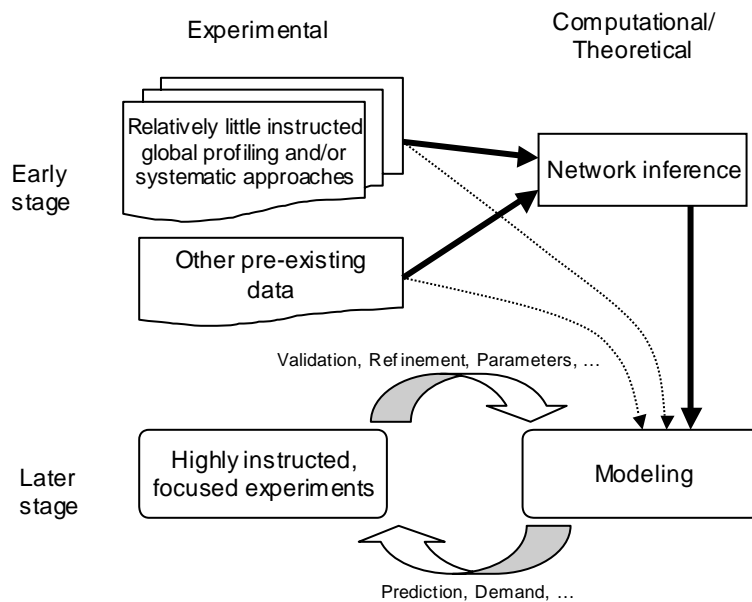 Experimental
Computational/
Theoretical
Early
stage
Relatively little instructed
global profiling and/or
systematic approaches
Network inference
Other pre-existing
data
Validation, Refinement, Parameters, ...
Later
stage
Highly instructed,
focused experiments
Modeling
Prediction, Demand, ...